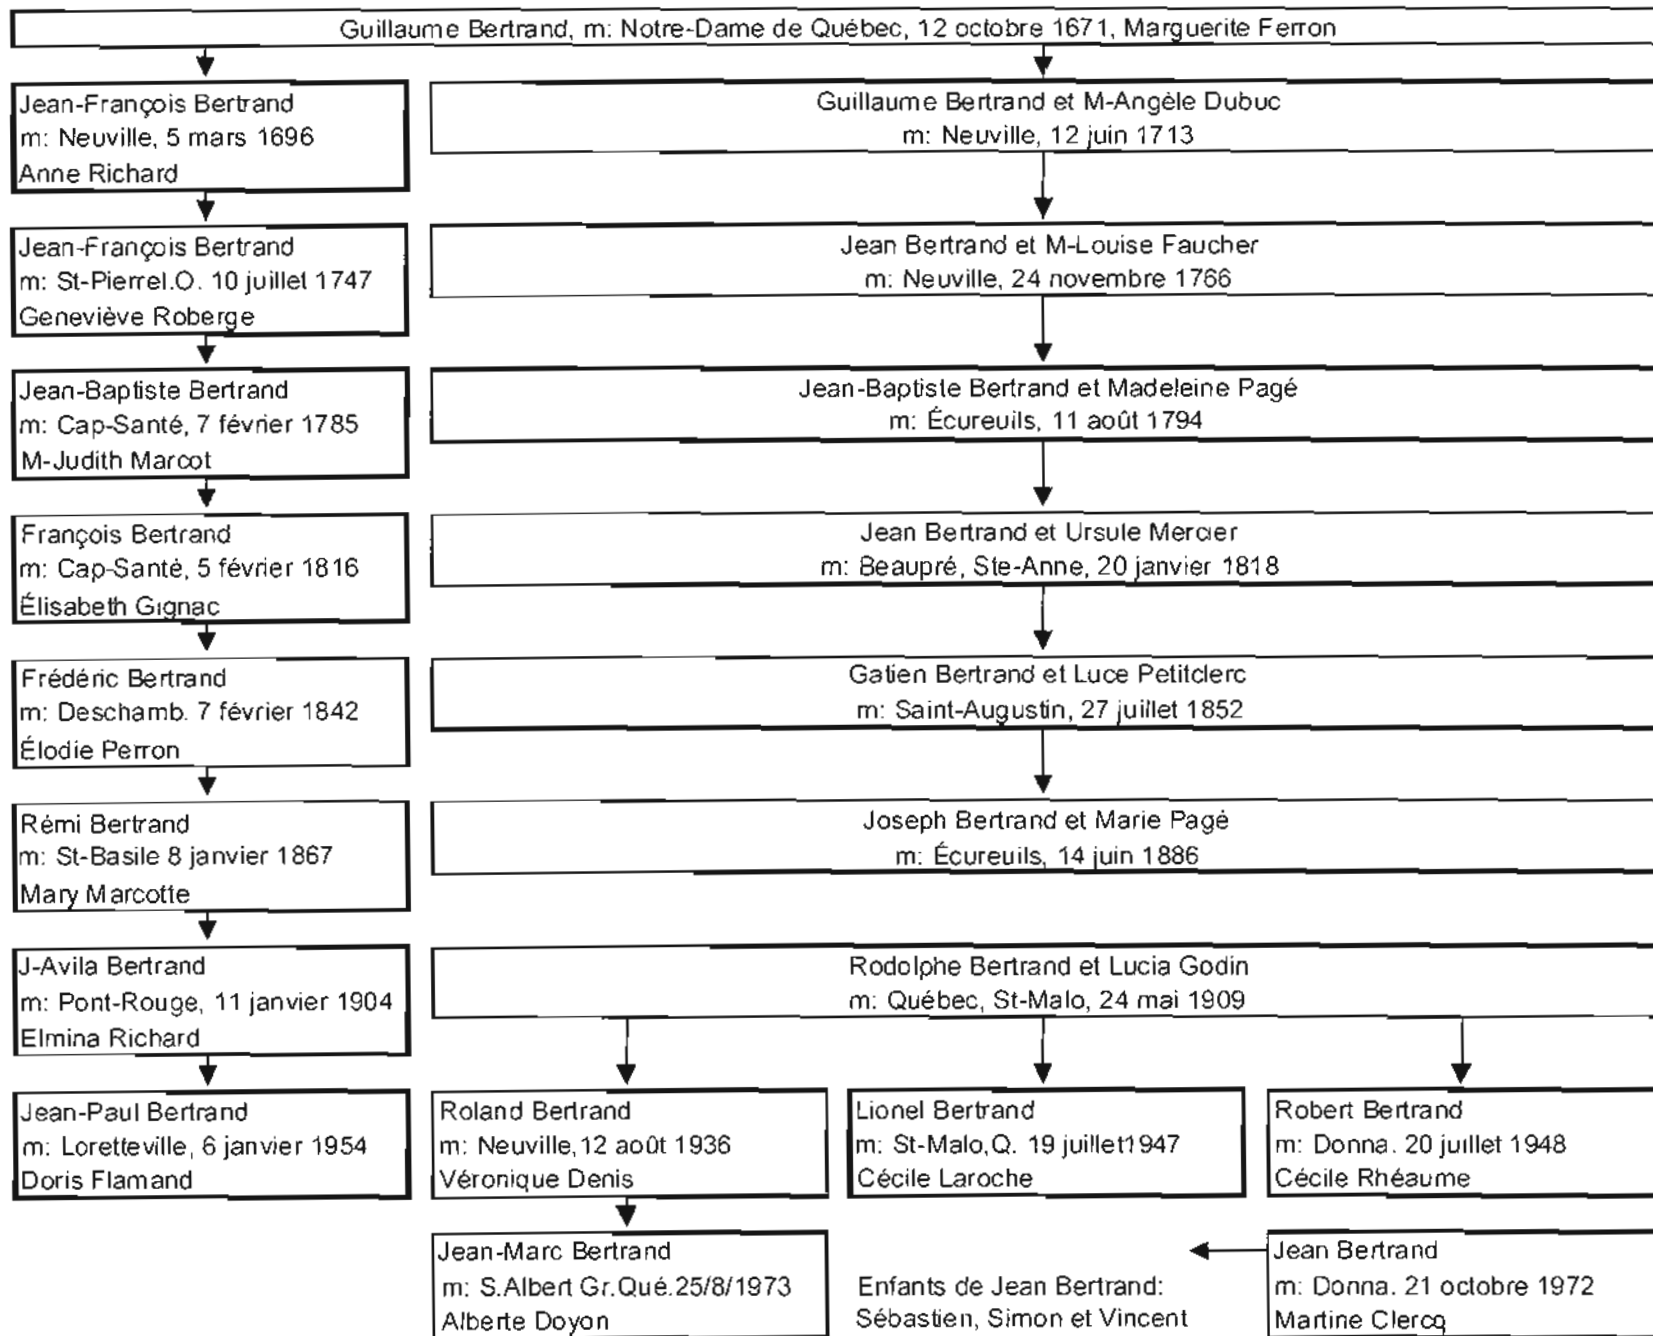 Guillaume Bertrand, m: Notre-Dame de Québec, 12 octobre 1671, Marguerite Ferron
Jean-François Bertrand
m: Neuville, 5 mars 1696
Anne Richard
Guillaume Bertrand et M-Angèle Dubuc
m: Neuville, 12 juin 1713
Jean-François Bertrand
m: St-PierreI.O. 10 juillet 1747
Geneviève Roberge
Jean Bertrand et M-Louise Faucher
m: Neuville, 24 novembre 1766
Jean-Baptiste Bertrand
m: Cap-Santé, 7 février 1785
M-Judith Marcot
Jean-Baptiste Bertrand et Madeleine Pagé
m: Écureuils, 11 août 1794
François Bertrand
m: Cap-Santé, 5 février 1816
Élisabeth Gignac
Jean Bertrand et Ursule Mercier
m: Beaupré, Ste-Anne, 20 janvier 1818
Frédéric Bertrand
m: Deschamb. 7 février 1842
Élodie Perron
Gatien Bertrand et Luce Petitclerc
m: Saint-Augustin, 27 juillet 1852
Rémi Bertrand
m: St-Basile 8 janvier 1867
Mary Marcotte
Joseph Bertrand et Marie Pagé
m: Écureuils, 14 juin 1886
J-Avila Bertrand
m: Pont-Rouge, 11 janvier 1904
Elmina Richard
Rodolphe Bertrand et Lucia Godin
m: Québec, St-Malo, 24 mai 1909
Jean-Paul Bertrand
m: Loretteville, 6 janvier 1954
Doris Flamand
Roland Bertrand
m: Neuville,12 août 1936
Véronique Denis
Lionel Bertrand
m: St-Malo,Q. 19 juillet1947
Cécile Laroche
Robert Bertrand
m: Donna. 20 juillet 1948
Cécile Rhéaume
Jean-Marc Bertrand
m: S.Albert Gr.Qué.25/8/1973
Alberte Doyon
Enfants de Jean Bertrand:
Sébastien, Simon et Vincent
Jean Bertrand
m: Donna. 21 octobre 1972
Martine Clercq